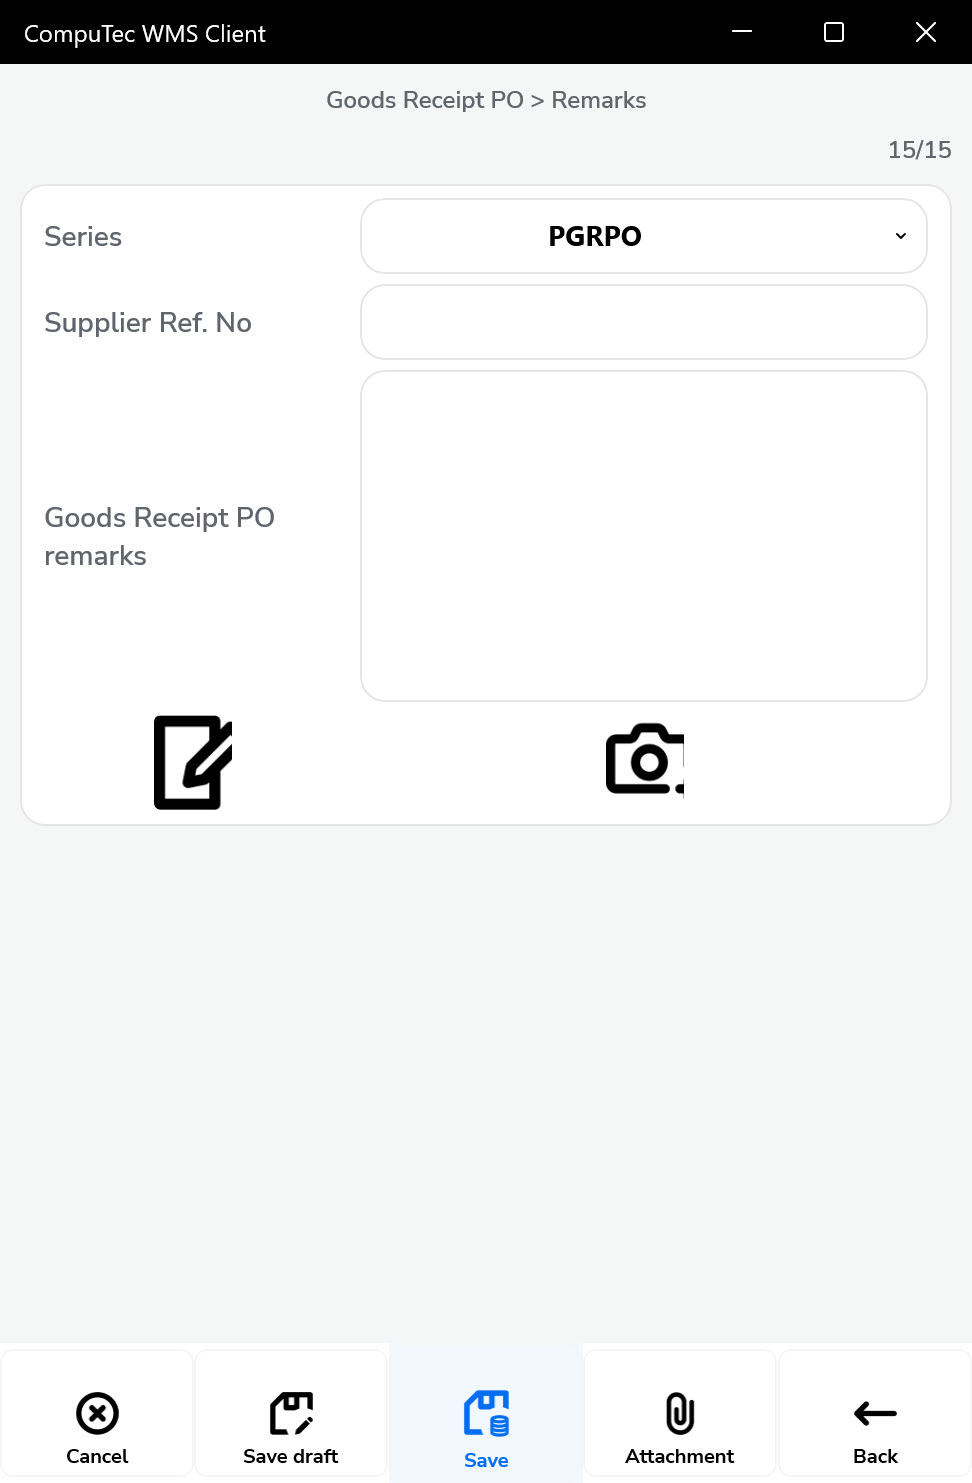 CompuTec WMS Client
Goods Receipt PO > Remarks
15/15
Series
PGRPO
Supplier Ref. No
Goods Receipt PO
remarks
Cancel
Save draft
Save
Attachment
Back